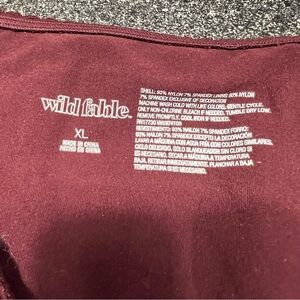 wild fable.
XL
MADE IN CHINA
HECHO EN CHINA
SHELL: 93% NYLON 7% SPANDEX LINING: 93% NYLON
7% SPANDEX EXCLUSIVE OF DECORATION
MACHINE WASH COLD WITH LIKE COLORS, GENTLE CYCLE.
ONLY NON-CHLORINE BLEACH IF NEEDED. TUMBLE DRY LOW.
REMOVE PROMPTLY. COOL IRON IF NEEDED.
REVESTIMIENTO: 93% NAILON 7% SPANDEX FORRO:
93% NAILON 7% SPANDEX EXCEPTO DECORACIÓN.
LAVAR A MÁQUINA CON AGUA FRÍA CON COLORES SIMILARES,
CICLO DELICADO. SOLO BLANQUEADOR SIN CLORO SI
ES NECESARIO. SECAR A MÁQUINA A TEMPERATURA
BAJA. RETIRAR INMEDIATAMENTE. PLANCHAR A BAJA
TEMPERATURA SI ES NECESARIO.